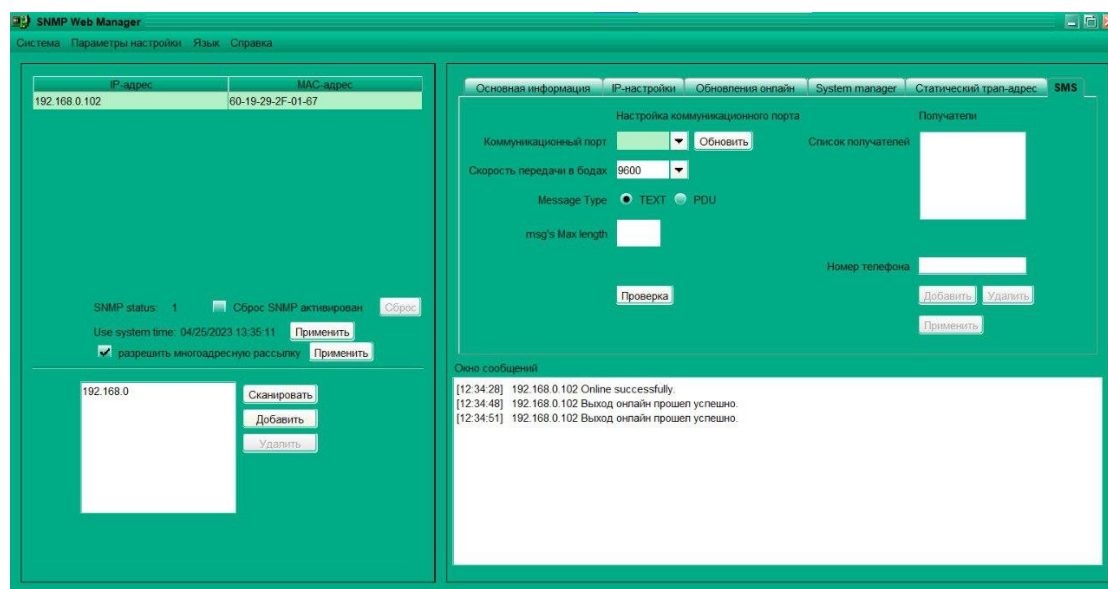 SNMP Web Manager
Система Параметры настройки Язык Справка
IP-адрес MAC-адрес
192.168.0.102 60-19-29-2F-01-67
SNMP status: 1 Сброс SNMP активирован Сброс
Use system time: 04/25/2023 13:35:11 Применить
разрешить многоадресную рассылку Применить
192.168.0
Сканировать
Добавить
Удалить
Основная информация IP-настройки Обновления онлайн System manager Статический трап-адрес SMS
Настройка коммуникационного порта Получатели
Коммуникационный порт Обновить Список получателей
Скорость передачи в бодах 9600
Message Type TEXT PDU
msg's Max length
Номер телефона
Проверка Добавить Удалить
Применить
Окно сообщений
[12:34:28] 192.168.0.102 Online successfully.
[12:34:48] 192.168.0.102 Выход онлайн прошел успешно.
[12:34:51] 192.168.0.102 Выход онлайн прошел успешно.